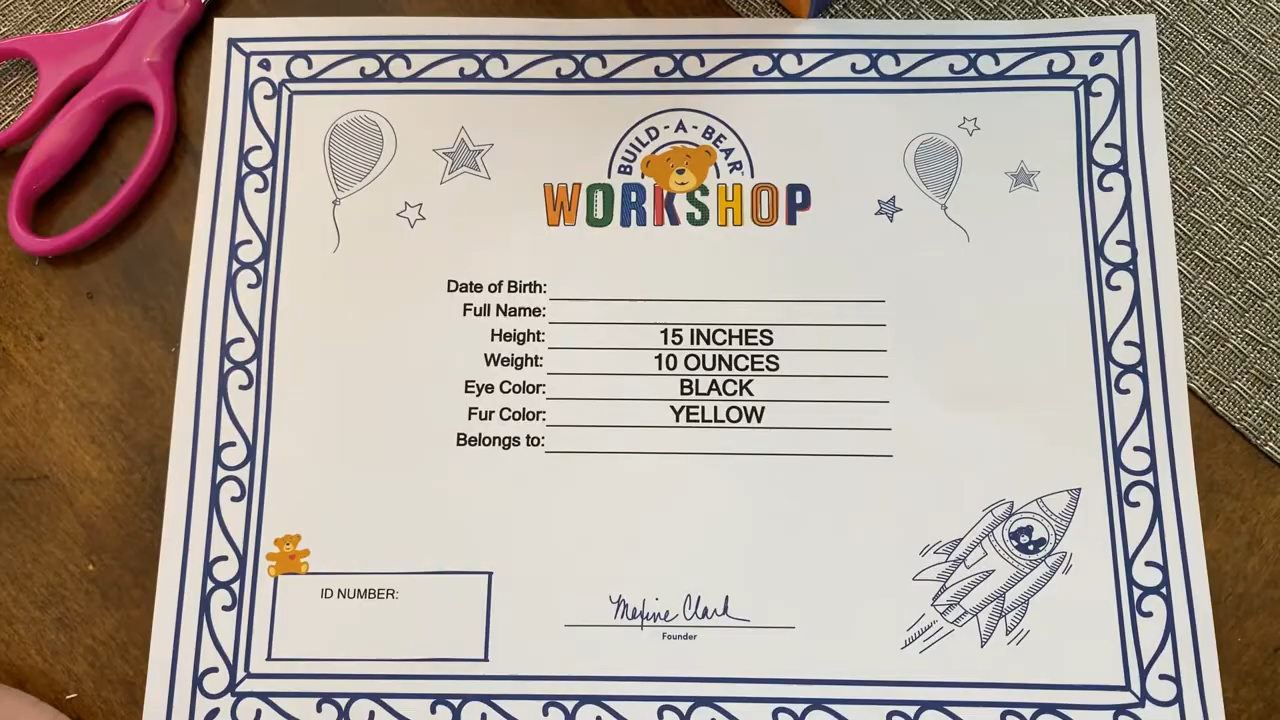 BUILD-A-BEAR
WORKSHOP
Date of Birth:
Full Name:
Height: 15 INCHES
Weight: 10 OUNCES
Eye Color: BLACK
Fur Color: YELLOW
Belongs to:
ID NUMBER:
Maxine Clark
Founder